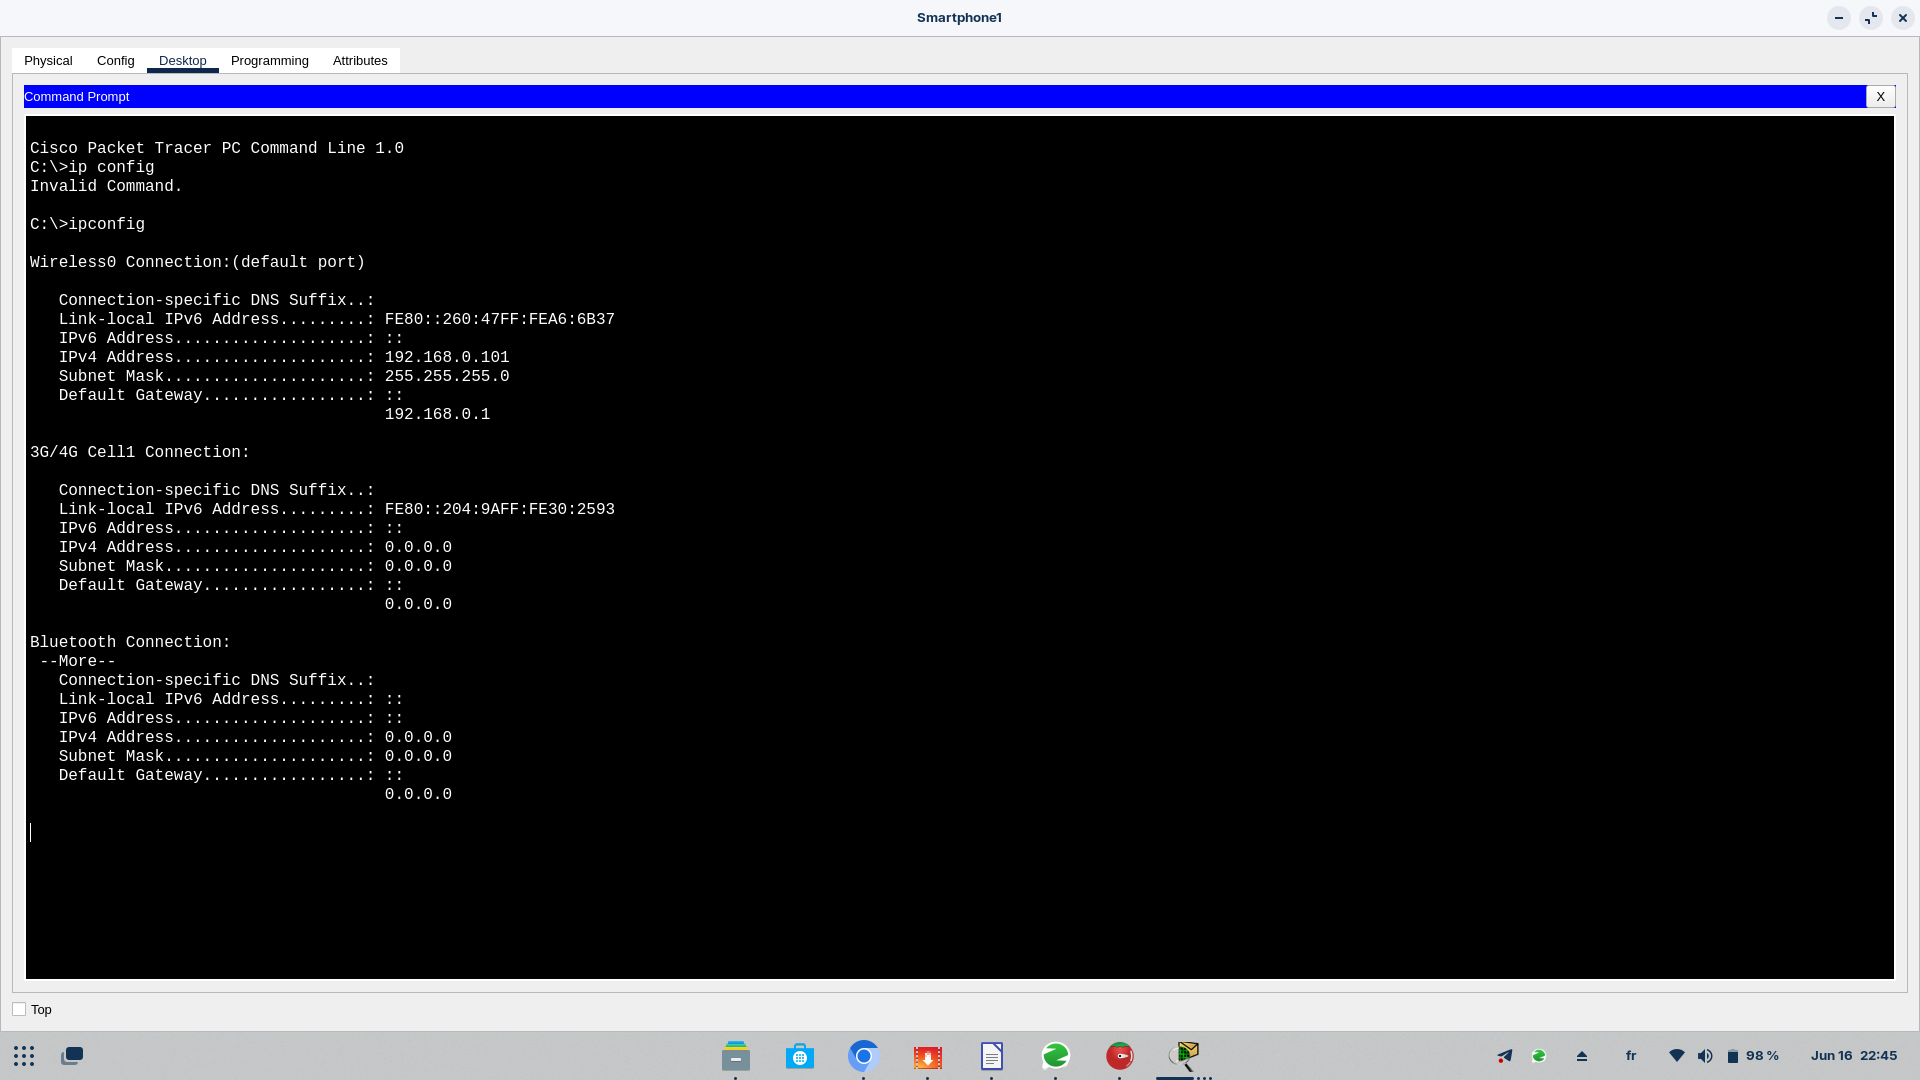 Smartphone1
Physical Config Desktop Programming Attributes
Command Prompt X
Cisco Packet Tracer PC Command Line 1.0
C:\>ip config
Invalid Command.
C:\>ipconfig
Wireless0 Connection:(default port)
Connection-specific DNS Suffix..:
Link-local IPv6 Address.........: FE80::260:47FF:FEA6:6B37
IPv6 Address....................: ::
IPv4 Address....................: 192.168.0.101
Subnet Mask.....................: 255.255.255.0
Default Gateway.................: ::
192.168.0.1
3G/4G Cell1 Connection:
Connection-specific DNS Suffix..:
Link-local IPv6 Address.........: FE80::204:9AFF:FE30:2593
IPv6 Address....................: ::
IPv4 Address....................: 0.0.0.0
Subnet Mask.....................: 0.0.0.0
Default Gateway.................: ::
0.0.0.0
Bluetooth Connection:
--More--
Connection-specific DNS Suffix..:
Link-local IPv6 Address.........: ::
IPv6 Address....................: ::
IPv4 Address....................: 0.0.0.0
Subnet Mask.....................: 0.0.0.0
Default Gateway.................: ::
0.0.0.0
Top
fr 98 % Jun 16 22:45